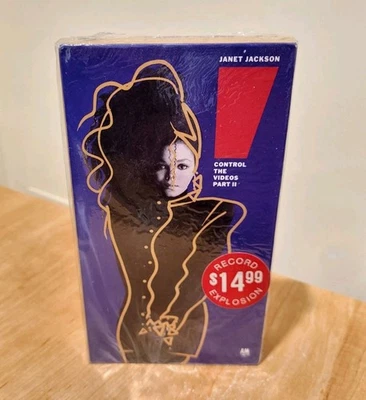 JANET JACKSON
CONTROL
THE
VIDEOS
PART II
RECORD
$14.99
EXPLOSION